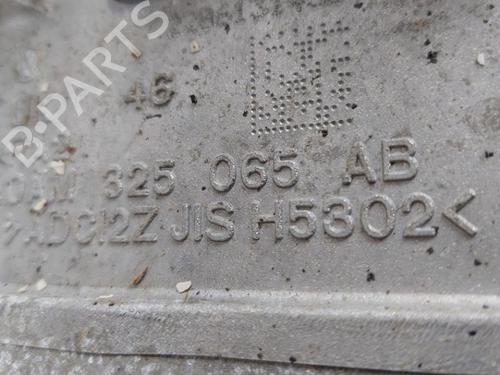 B-PARTS
46
0AM 325 065 AB
>ADC12Z JIS H5302<